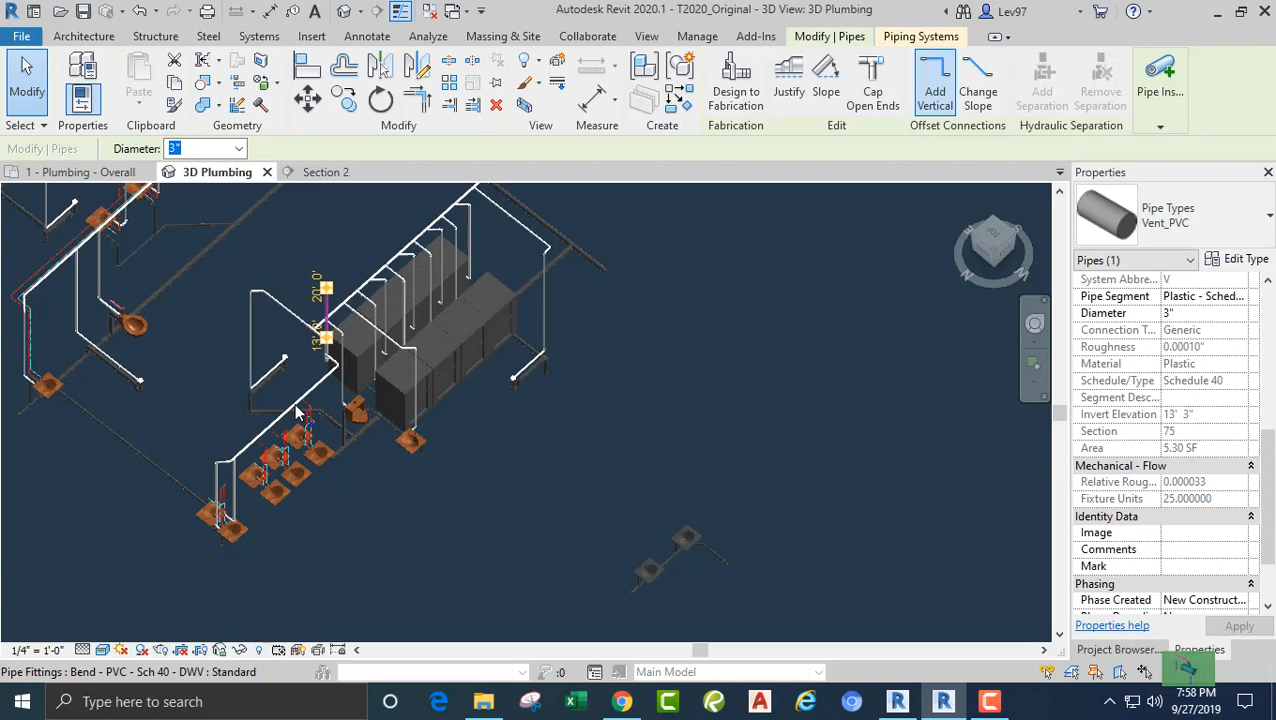 Autodesk Revit 2020.1 - T2020_Original - 3D View: 3D Plumbing
Lev97
File
Architecture
Structure
Steel
Systems
Insert
Annotate
Analyze
Massing & Site
Collaborate
View
Manage
Add-Ins
Modify | Pipes
Piping Systems
Modify
Paste
Design to
Fabrication
Justify
Slope
Cap
Open Ends
Add
Vertical
Change
Slope
Add
Separation
Remove
Separation
Pipe Ins...
Select
Properties
Clipboard
Geometry
Modify
View
Measure
Create
Fabrication
Edit
Offset Connections
Hydraulic Separation
Modify | Pipes
Diameter:
3"
1 - Plumbing - Overall
3D Plumbing
Section 2
Properties
Pipe Types
Vent_PVC
Pipes (1)
Edit Type
System Abbre... V
Pipe Segment Plastic - Sched...
Diameter 3"
Connection T... Generic
Roughness 0.00010"
Material Plastic
Schedule/Type Schedule 40
Segment Desc...
Invert Elevation 13' 3"
Section 75
Area 5.30 SF
Mechanical - Flow
Relative Roug... 0.000033
Fixture Units 25.000000
Identity Data
Image
Comments
Mark
Phasing
Phase Created New Construct...
Properties help
Apply
Project Browser...
Properties
20' 0"
TOP
1/4" = 1'-0"
Pipe Fittings : Bend - PVC - Sch 40 - DWV : Standard
:0
Main Model
Type here to search
7:58 PM
9/27/2019